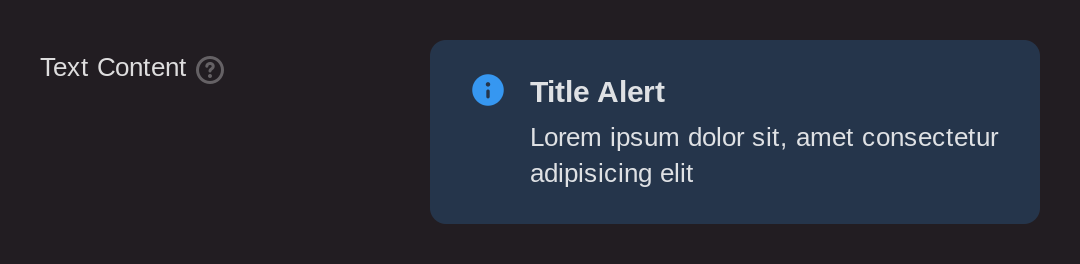 Text Content
Title Alert
Lorem ipsum dolor sit, amet consectetur
adipisicing elit